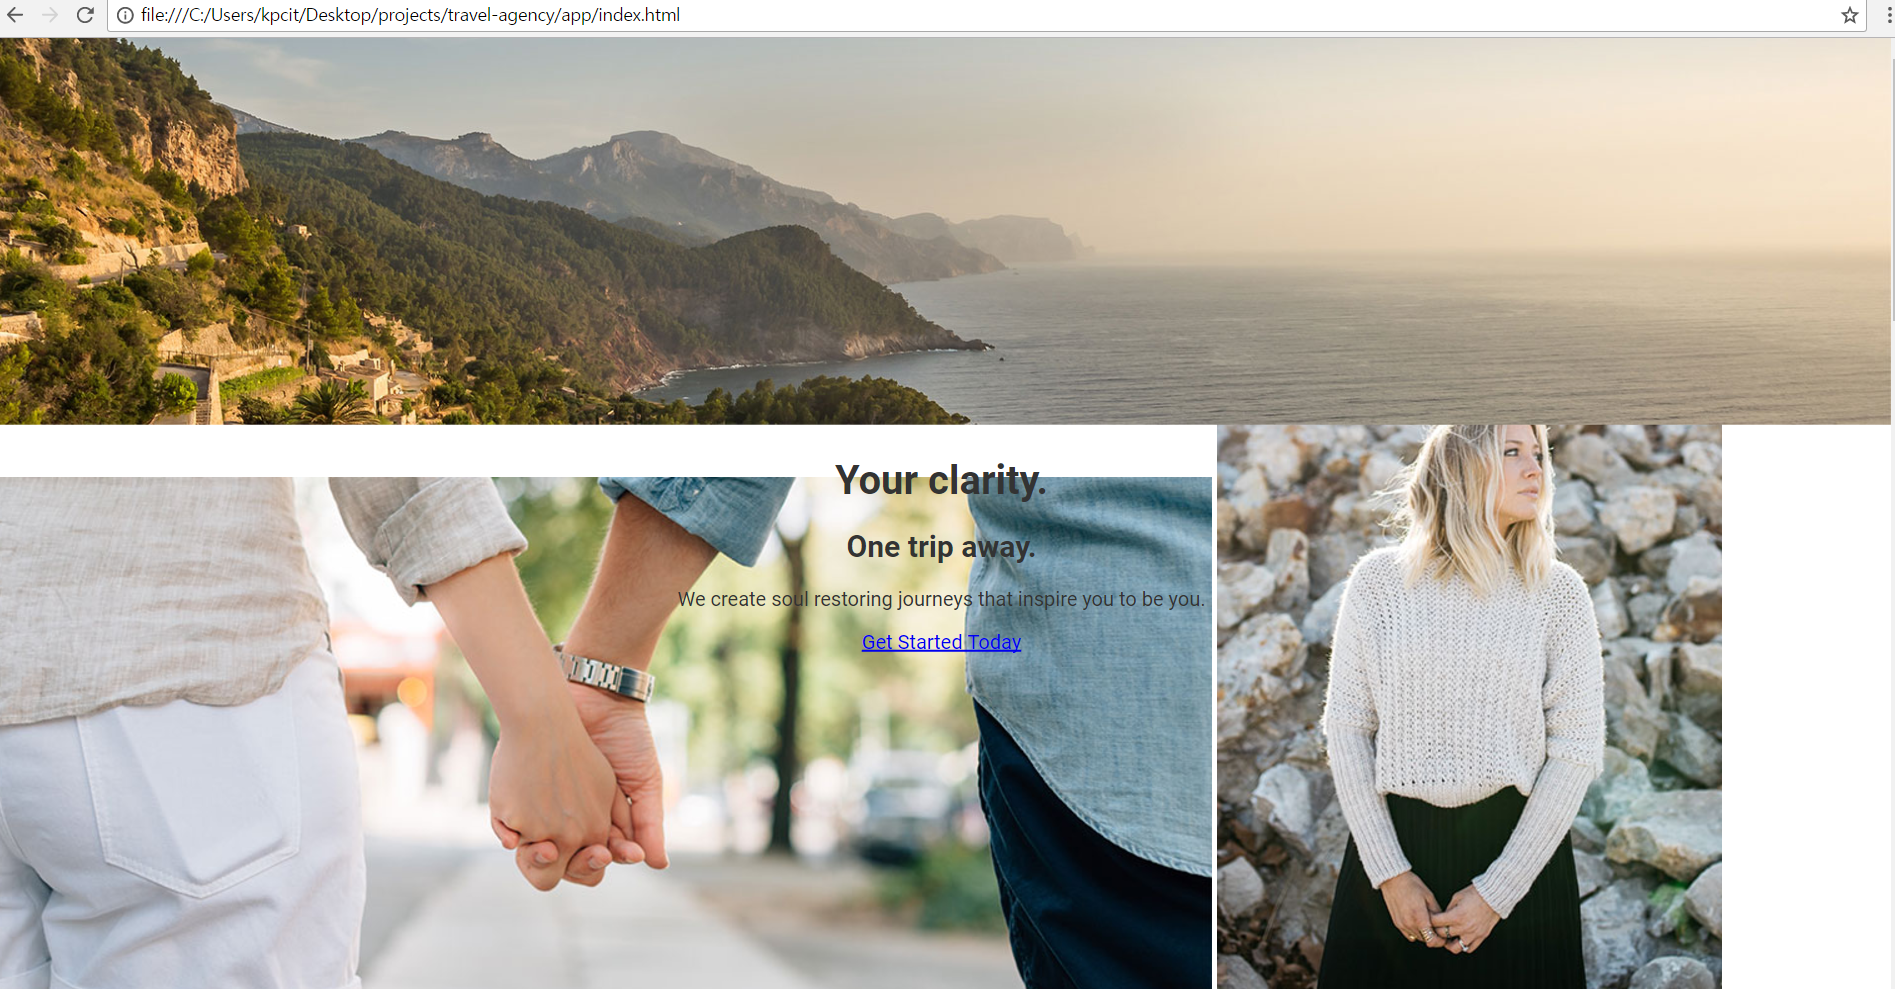 file:///C:/Users/kpcit/Desktop/projects/travel-agency/app/index.html
Your clarity.
One trip away.
We create soul restoring journeys that inspire you to be you.
Get Started Today